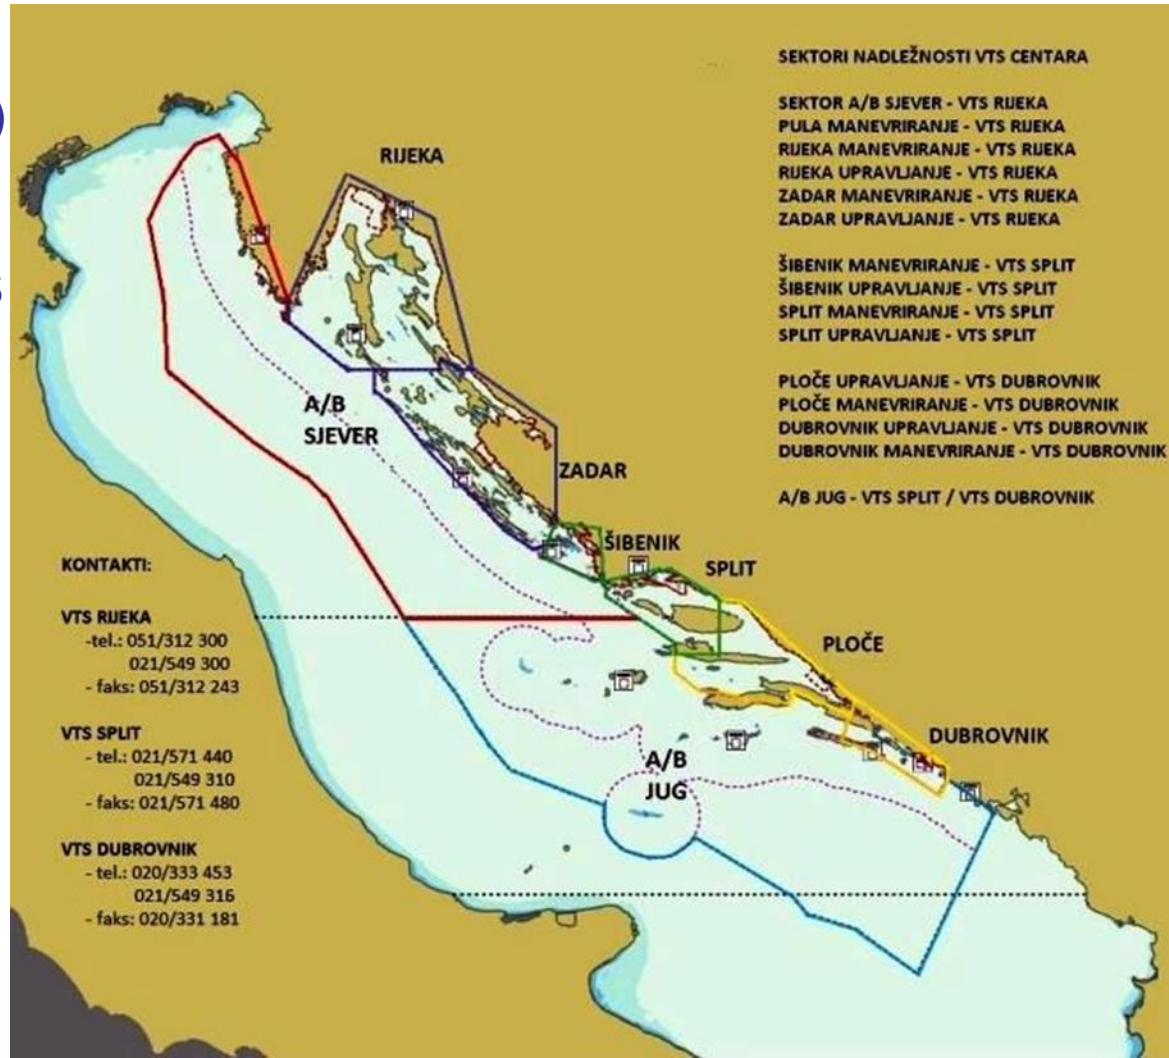 SEKTORI NADLEŽNOSTI VTS CENTARA
SEKTOR A/B SJEVER - VTS RIJEKA
PULA MANEVRIRANJE - VTS RIJEKA
RIJEKA MANEVRIRANJE - VTS RIJEKA
RIJEKA UPRAVLJANJE - VTS RIJEKA
ZADAR MANEVRIRANJE - VTS RIJEKA
ZADAR UPRAVLJANJE - VTS RIJEKA
ŠIBENIK MANEVRIRANJE - VTS SPLIT
ŠIBENIK UPRAVLJANJE - VTS SPLIT
SPLIT MANEVRIRANJE - VTS SPLIT
SPLIT UPRAVLJANJE - VTS SPLIT
PLOČE UPRAVLJANJE - VTS DUBROVNIK
PLOČE MANEVRIRANJE - VTS DUBROVNIK
DUBROVNIK UPRAVLJANJE - VTS DUBROVNIK
DUBROVNIK MANEVRIRANJE - VTS DUBROVNIK
A/B JUG - VTS SPLIT / VTS DUBROVNIK
RIJEKA
A/B
SJEVER
ZADAR
ŠIBENIK
SPLIT
PLOČE
DUBROVNIK
A/B
JUG
KONTAKTI:
VTS RIJEKA
-tel.: 051/312 300
021/549 300
- faks: 051/312 243
VTS SPLIT
- tel.: 021/571 440
021/549 310
- faks: 021/571 480
VTS DUBROVNIK
- tel.: 020/333 453
021/549 316
- faks: 020/331 181